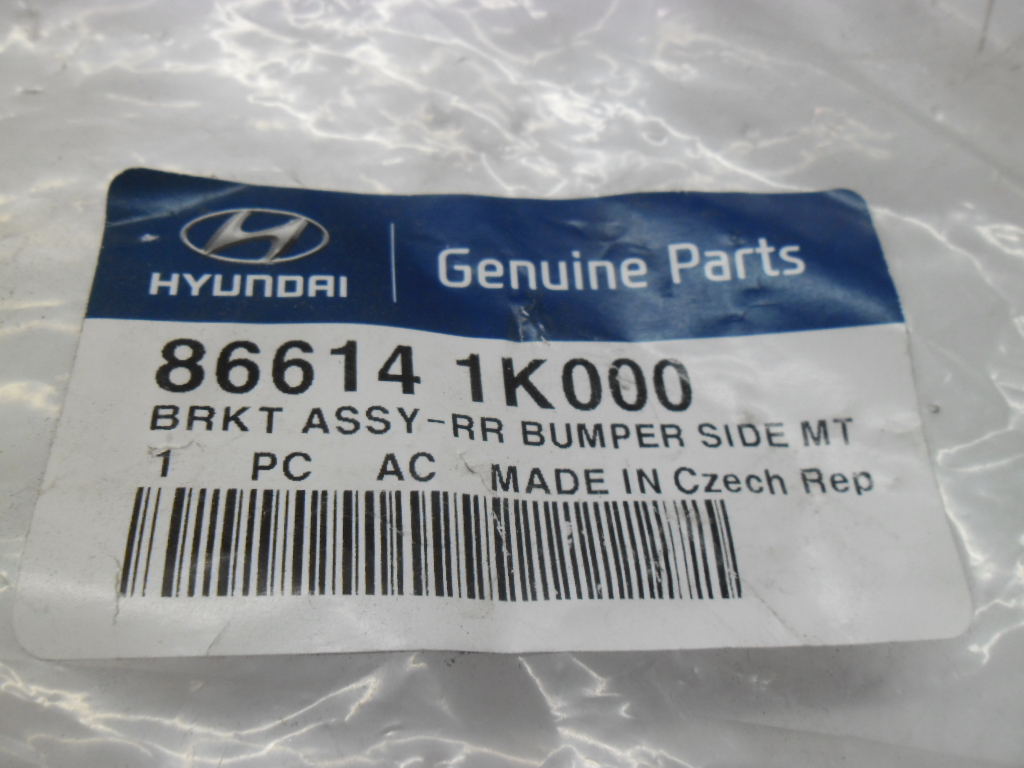 HYUNDAI
Genuine Parts
86614 1K000
BRKT ASSY-RR BUMPER SIDE MT
1 PC AC MADE IN Czech Rep